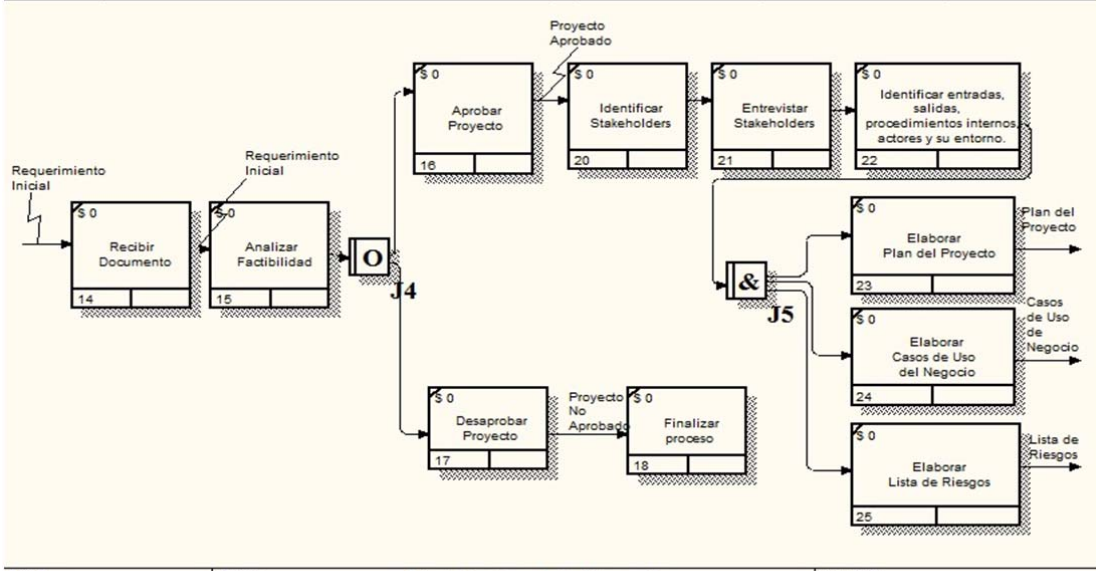 Requerimiento
Inicial
$ 0
Recibir
Documento
14
Requerimiento
Inicial
$ 0
Analizar
Factibilidad
15
O
J4
$ 0
Aprobar
Proyecto
16
Proyecto
Aprobado
$ 0
Identificar
Stakeholders
20
$ 0
Entrevistar
Stakeholders
21
$ 0
Identificar entradas,
salidas,
procedimientos internos,
actores y su entorno.
22
$ 0
Desaprobar
Proyecto
17
Proyecto
No
Aprobado
$ 0
Finalizar
proceso
18
&
J5
$ 0
Elaborar
Plan del Proyecto
23
Plan del
Proyecto
$ 0
Elaborar
Casos de Uso
del Negocio
24
Casos
de Uso
de
Negocio
$ 0
Elaborar
Lista de Riesgos
25
Lista de
Riesgos